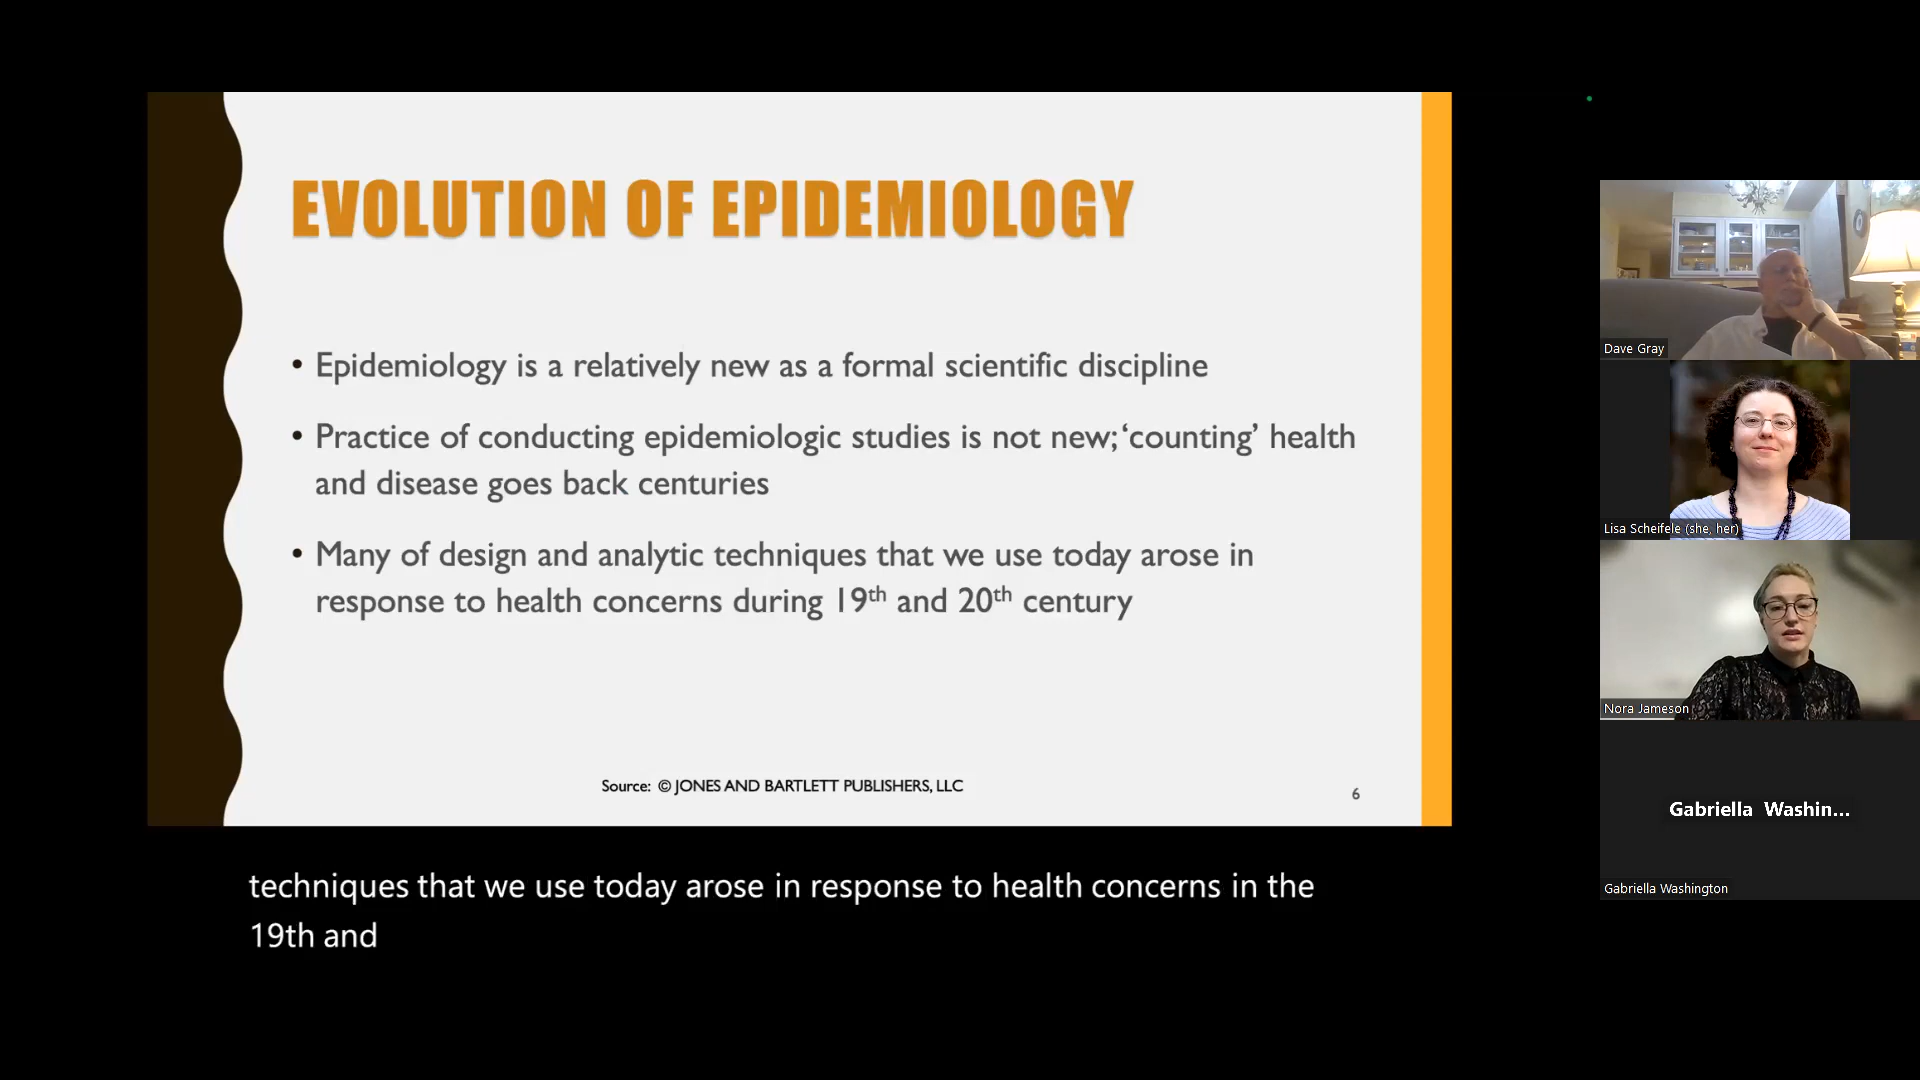 EVOLUTION OF EPIDEMIOLOGY
• Epidemiology is a relatively new as a formal scientific discipline
• Practice of conducting epidemiologic studies is not new; ‘counting’ health
and disease goes back centuries
• Many of design and analytic techniques that we use today arose in
response to health concerns during 19th and 20th century
Source: © JONES AND BARTLETT PUBLISHERS, LLC
6
techniques that we use today arose in response to health concerns in the
19th and
Dave Gray
Lisa Scheifele (she, her)
Nora Jameson
Gabriella Washin...
Gabriella Washington